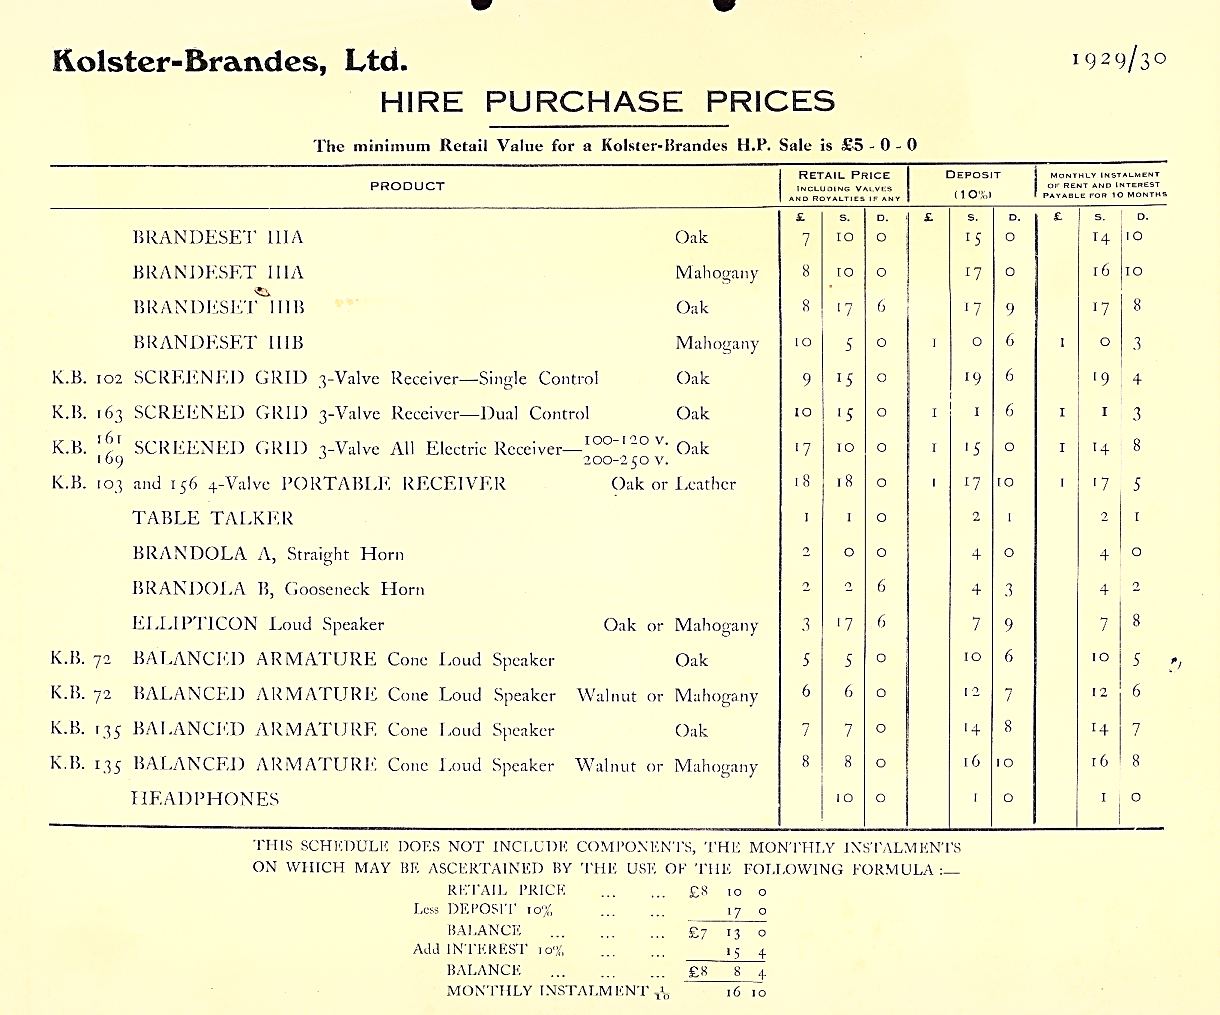 Kolster-Brandes, Ltd. 1929/30
HIRE PURCHASE PRICES
The minimum Retail Value for a Kolster-Brandes H.P. Sale is £5 - 0 - 0
PRODUCT RETAIL PRICE INCLUDING VALVES AND ROYALTIES IF ANY DEPOSIT (10%) MONTHLY INSTALMENT OF RENT AND INTEREST PAYABLE FOR 10 MONTHS
£ S. D. £ S. D. £ S. D.
BRANDESET IIIA Oak 7 10 0 15 0 14 10
BRANDESET IIIA Mahogany 8 10 0 17 0 16 10
BRANDESET IIIB Oak 8 17 6 17 9 17 8
BRANDESET IIIB Mahogany 10 5 0 1 0 6 1 0 3
K.B. 102 SCREENED GRID 3-Valve Receiver—Single Control Oak 9 15 0 19 6 19 4
K.B. 163 SCREENED GRID 3-Valve Receiver—Dual Control Oak 10 15 0 1 1 6 1 1 3
K.B. 161 169 SCREENED GRID 3-Valve All Electric Receiver—100-120 v. 200-250 v. Oak 17 10 0 1 15 0 1 14 8
K.B. 103 and 156 4-Valve PORTABLE RECEIVER Oak or Leather 18 18 0 1 17 10 1 17 5
TABLE TALKER 1 1 0 2 1 2 1
BRANDOLA A, Straight Horn 2 0 0 4 0 4 0
BRANDOLA B, Gooseneck Horn 2 2 6 4 3 4 2
ELLIPTICON Loud Speaker Oak or Mahogany 3 17 6 7 9 7 8
K.B. 72 BALANCED ARMATURE Cone Loud Speaker Oak 5 5 0 10 6 10 5
K.B. 72 BALANCED ARMATURE Cone Loud Speaker Walnut or Mahogany 6 6 0 12 7 12 6
K.B. 135 BALANCED ARMATURE Cone Loud Speaker Oak 7 7 0 14 8 14 7
K.B. 135 BALANCED ARMATURE Cone Loud Speaker Walnut or Mahogany 8 8 0 16 10 16 8
HEADPHONES 10 0 1 0 1 0
THIS SCHEDULE DOES NOT INCLUDE COMPONENTS, THE MONTHLY INSTALMENTS
ON WHICH MAY BE ASCERTAINED BY THE USE OF THE FOLLOWING FORMULA :—
RETAIL PRICE ... ... £8 10 0
Less DEPOSIT 10% ... ... 17 0
BALANCE ... ... ... £7 13 0
Add INTEREST 10% ... ... 15 4
BALANCE ... ... ... £8 8 4
MONTHLY INSTALMENT 1/10 16 10